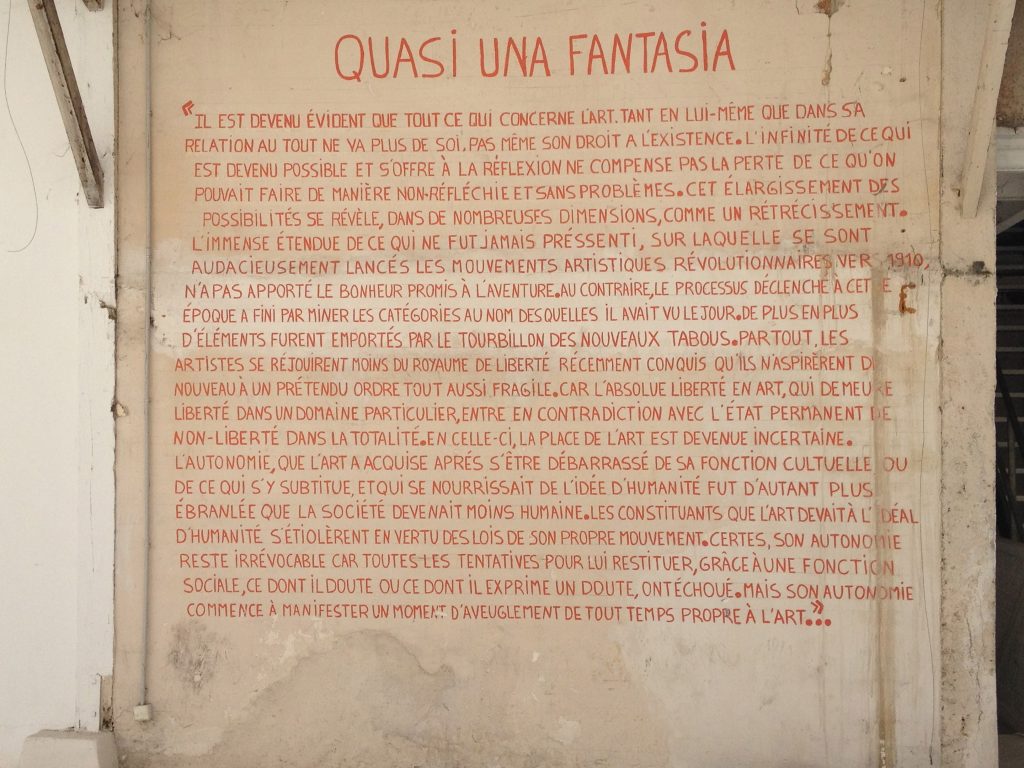 QUASI UNA FANTASIA
« IL EST DEVENU ÉVIDENT QUE TOUT CE QUI CONCERNE L'ART. TANT EN LUI-MÊME QUE DANS SA
RELATION AU TOUT NE VA PLUS DE SOI, PAS MÊME SON DROIT A L'EXISTENCE. L'INFINITÉ DE CE QUI
EST DEVENU POSSIBLE ET S'OFFRE À LA RÉFLEXION NE COMPENSE PAS LA PERTE DE CE QU'ON
POUVAIT FAIRE DE MANIÈRE NON-RÉFLÉCHIE ET SANS PROBLÈMES. CET ÉLARGISSEMENT DES
POSSIBILITÉS SE RÉVÈLE, DANS DE NOMBREUSES DIMENSIONS, COMME UN RÉTRÉCISSEMENT.
L'IMMENSE ÉTENDUE DE CE QUI NE FUT JAMAIS PRÉSSENTI, SUR LAQUELLE SE SONT
AUDACIEUSEMENT LANCÉS LES MOUVEMENTS ARTISTIQUES RÉVOLUTIONNAIRES VERS 1910,
N'A PAS APPORTÉ LE BONHEUR PROMIS À L'AVENTURE. AU CONTRAIRE, LE PROCESSUS DÉCLENCHÉ A CETTE
ÉPOQUE A FINI PAR MINER LES CATÉGORIES AU NOM DESQUELLES IL AVAIT VU LE JOUR. DE PLUS EN PLUS
D'ÉLÉMENTS FURENT EMPORTÉS PAR LE TOURBILLON DES NOUVEAUX TABOUS. PARTOUT, LES
ARTISTES SE RÉJOUIRENT MOINS DU ROYAUME DE LIBERTÉ RÉCEMMENT CONQUIS QU'ILS N'ASPIRÈRENT DE
NOUVEAU À UN PRÉTENDU ORDRE TOUT AUSSI FRAGILE. CAR L'ABSOLUE LIBERTÉ EN ART, QUI DEMEURE
LIBERTÉ DANS UN DOMAINE PARTICULIER, ENTRE EN CONTRADICTION AVEC L'ÉTAT PERMANENT DE
NON-LIBERTÉ DANS LA TOTALITÉ. EN CELLE-CI, LA PLACE DE L'ART EST DEVENUE INCERTAINE.
L'AUTONOMIE, QUE L'ART A ACQUISE APRÉS S'ÊTRE DÉBARRASSÉ DE SA FONCTION CULTUELLE OU
DE CE QUI S'Y SUBTITUE, ET QUI SE NOURRISSAIT DE L'IDÉE D'HUMANITÉ FUT D'AUTANT PLUS
ÉBRANLÉE QUE LA SOCIÉTÉ DEVENAIT MOINS HUMAINE. LES CONSTITUANTS QUE L'ART DEVAIT À L'IDÉAL
D'HUMANITÉ S'ÉTIOLÈRENT EN VERTU DES LOIS DE SON PROPRE MOUVEMENT. CERTES, SON AUTONOMIE
RESTE IRRÉVOCABLE CAR TOUTES LES TENTATIVES POUR LUI RESTITUER, GRÂCE À UNE FONCTION
SOCIALE, CE DONT IL DOUTE OU CE DONT IL EXPRIME UN DOUTE, ONT ÉCHOUÉ. MAIS SON AUTONOMIE
COMMENCE À MANIFESTER UN MOMENT D'AVEUGLEMENT DE TOUT TEMPS PROPRE À L'ART... »